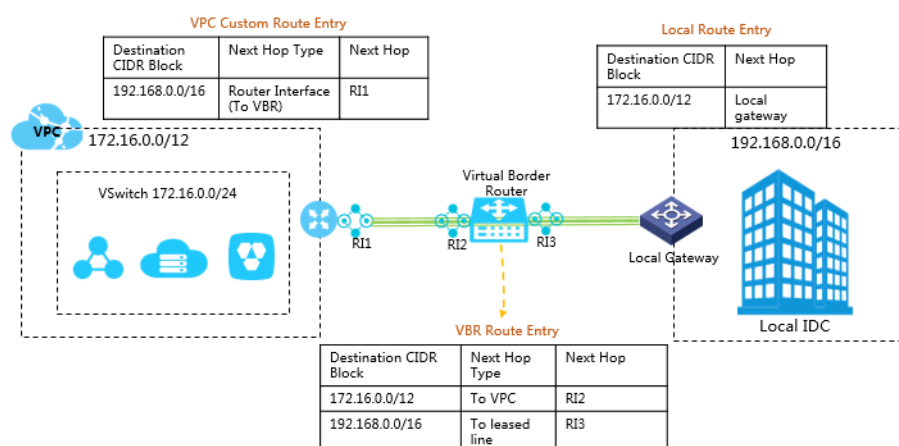 VPC Custom Route Entry
Destination CIDR Block Next Hop Type Next Hop
192.168.0.0/16 Router Interface (To VBR) RI1
Local Route Entry
Destination CIDR Block Next Hop
172.16.0.0/12 Local gateway
VPC
172.16.0.0/12
192.168.0.0/16
VSwitch 172.16.0.0/24
Virtual Border
Router
RI1
RI2
RI3
Local Gateway
Local IDC
VBR Route Entry
Destination CIDR Block Next Hop Type Next Hop
172.16.0.0/12 To VPC RI2
192.168.0.0/16 To leased line RI3